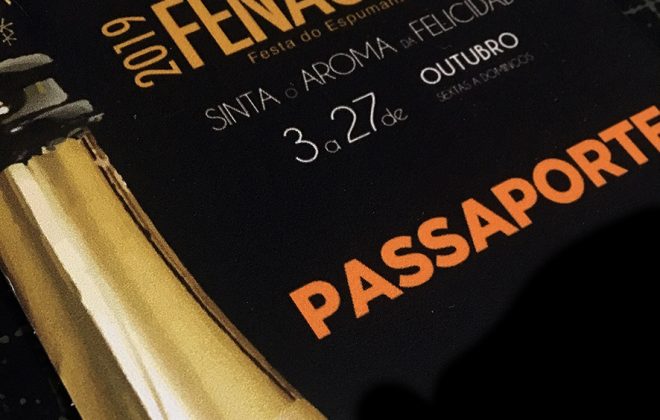 2019
Festa do Espumante
SINTA o AROMA DA FELICIDADE
3 a 27 de OUTUBRO
SEXTAS A DOMINGOS
PASSAPORTE